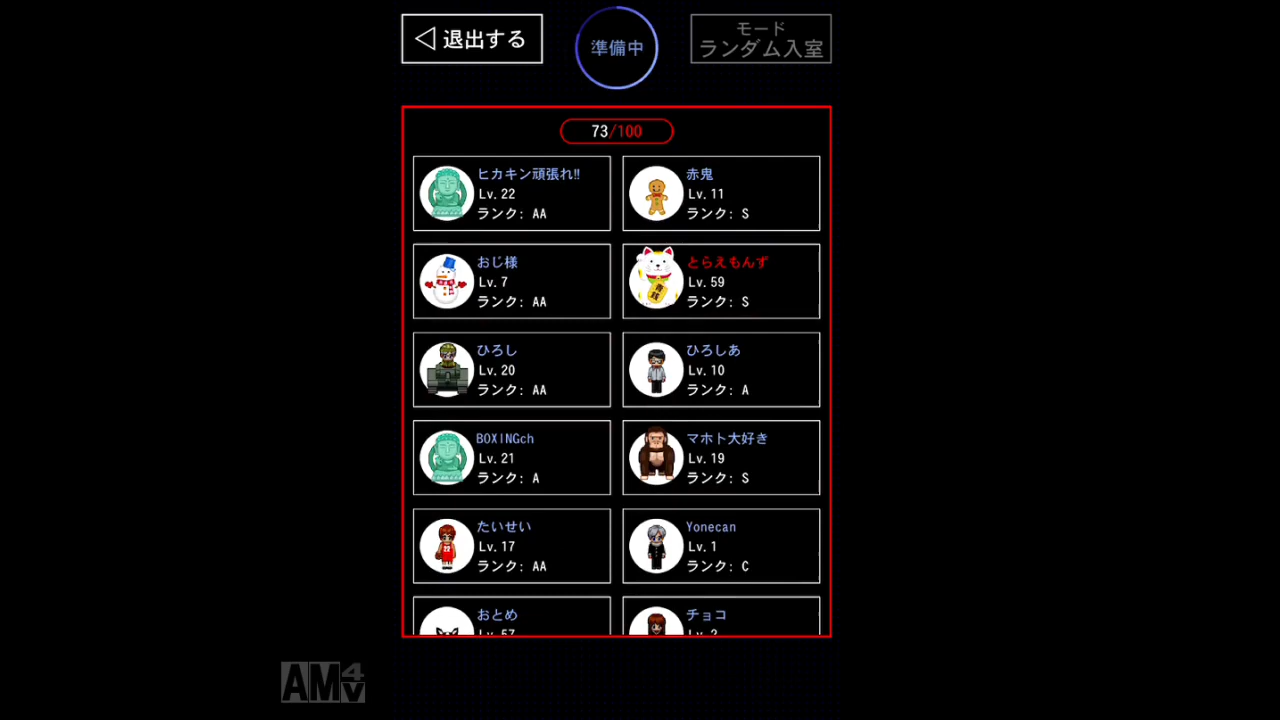 退出する
準備中
モード
ランダム入室
73/100
ヒカキン頑張れ!!
Lv. 22
ランク: AA
赤鬼
Lv. 11
ランク: S
おじ様
Lv. 7
ランク: AA
とらえもんず
Lv. 59
ランク: S
ひろし
Lv. 20
ランク: AA
ひろしあ
Lv. 10
ランク: A
BOXINGch
Lv. 21
ランク: A
マホト大好き
Lv. 19
ランク: S
たいせい
Lv. 17
ランク: AA
Yonecan
Lv. 1
ランク: C
おとめ
Lv. 57
チョコ
Lv. 2
AM4V